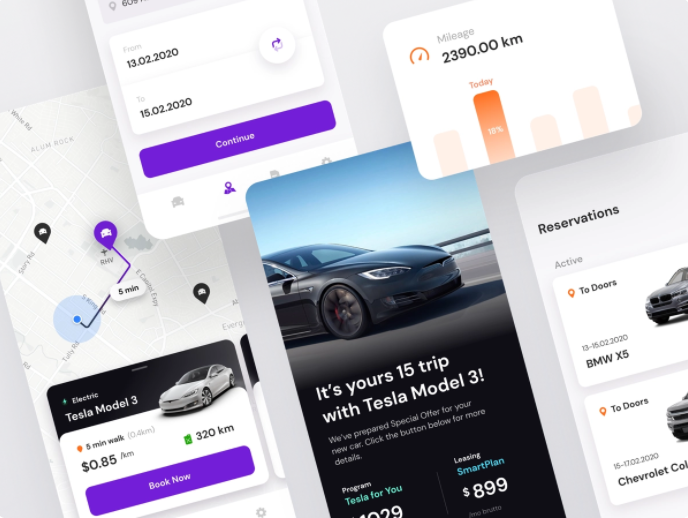 From
13.02.2020
To
15.02.2020
Continue
Mileage
2390.00 km
Today
18%
White Rd
ALUM ROCK
RHV
Story Rd
E Capitol Expy
5 min
S King Rd
Tully Rd
Electric
Tesla Model 3
5 min walk (0.4km)
320 km
$0.85 /km
Book Now
It's yours 15 trip
with Tesla Model 3!
We've prepared Special Offer for your
new car. Click the button below for more
details.
Program
Tesla for You
Leasing
SmartPlan
$ 899
/mo brutto
Reservations
Active
To Doors
13-15.02.2020
BMW X5
To Doors
15-17.02.2020
Chevrolet Col